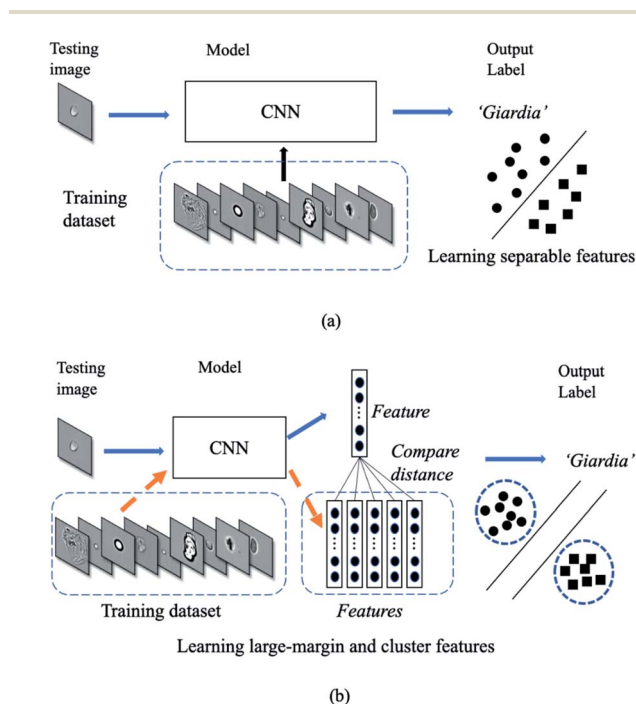 Testing
image
Model
Output
Label
CNN
'Giardia'
Training
dataset
Learning separable features
(a)
Testing
image
Model
Output
Label
CNN
Feature
Compare
distance
'Giardia'
Training dataset
Features
Learning large-margin and cluster features
(b)